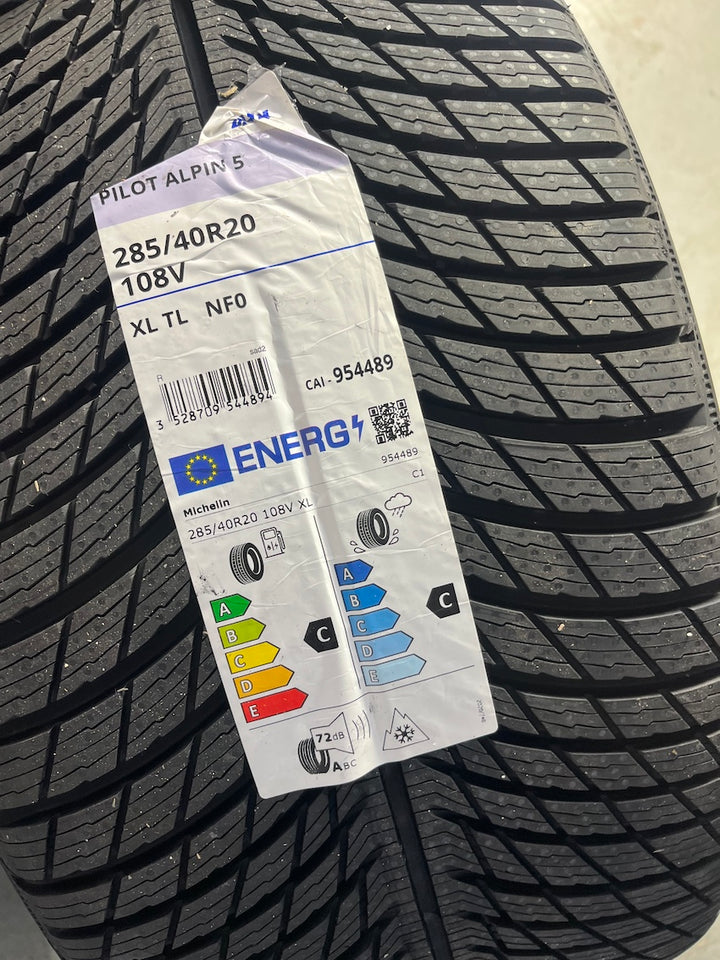 PILOT ALPIN 5
285/40R20
108V
XL TL NF0
R
sad2
3 528709 544894
CAI - 954489
ENERG
954489
Michelin
C1
285/40R20 108V XL
A
B
C
D
E
C
A
B
C
D
E
C
72dB
ABC